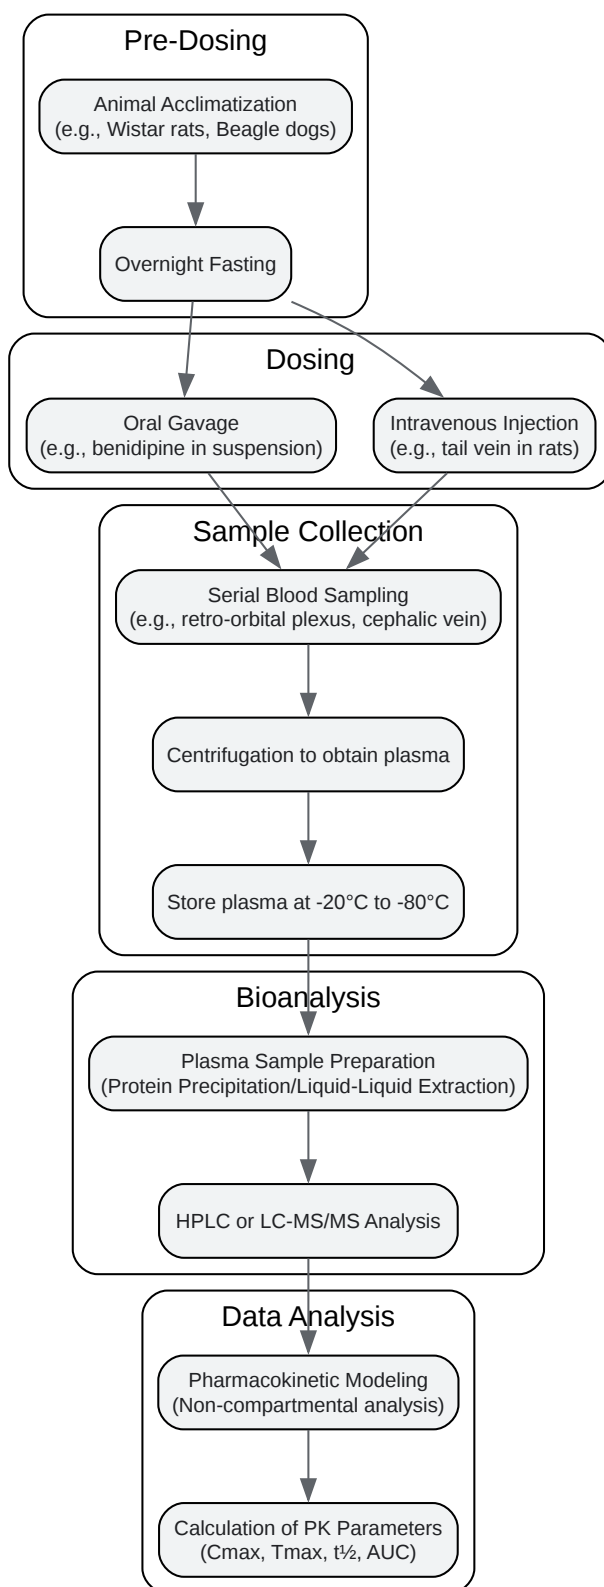 Pre-Dosing
Animal Acclimatization
(e.g., Wistar rats, Beagle dogs)
Overnight Fasting
Dosing
Oral Gavage
(e.g., benidipine in suspension)
Intravenous Injection
(e.g., tail vein in rats)
Sample Collection
Serial Blood Sampling
(e.g., retro-orbital plexus, cephalic vein)
Centrifugation to obtain plasma
Store plasma at -20°C to -80°C
Bioanalysis
Plasma Sample Preparation
(Protein Precipitation/Liquid-Liquid Extraction)
HPLC or LC-MS/MS Analysis
Data Analysis
Pharmacokinetic Modeling
(Non-compartmental analysis)
Calculation of PK Parameters
(Cmax, Tmax, t½, AUC)